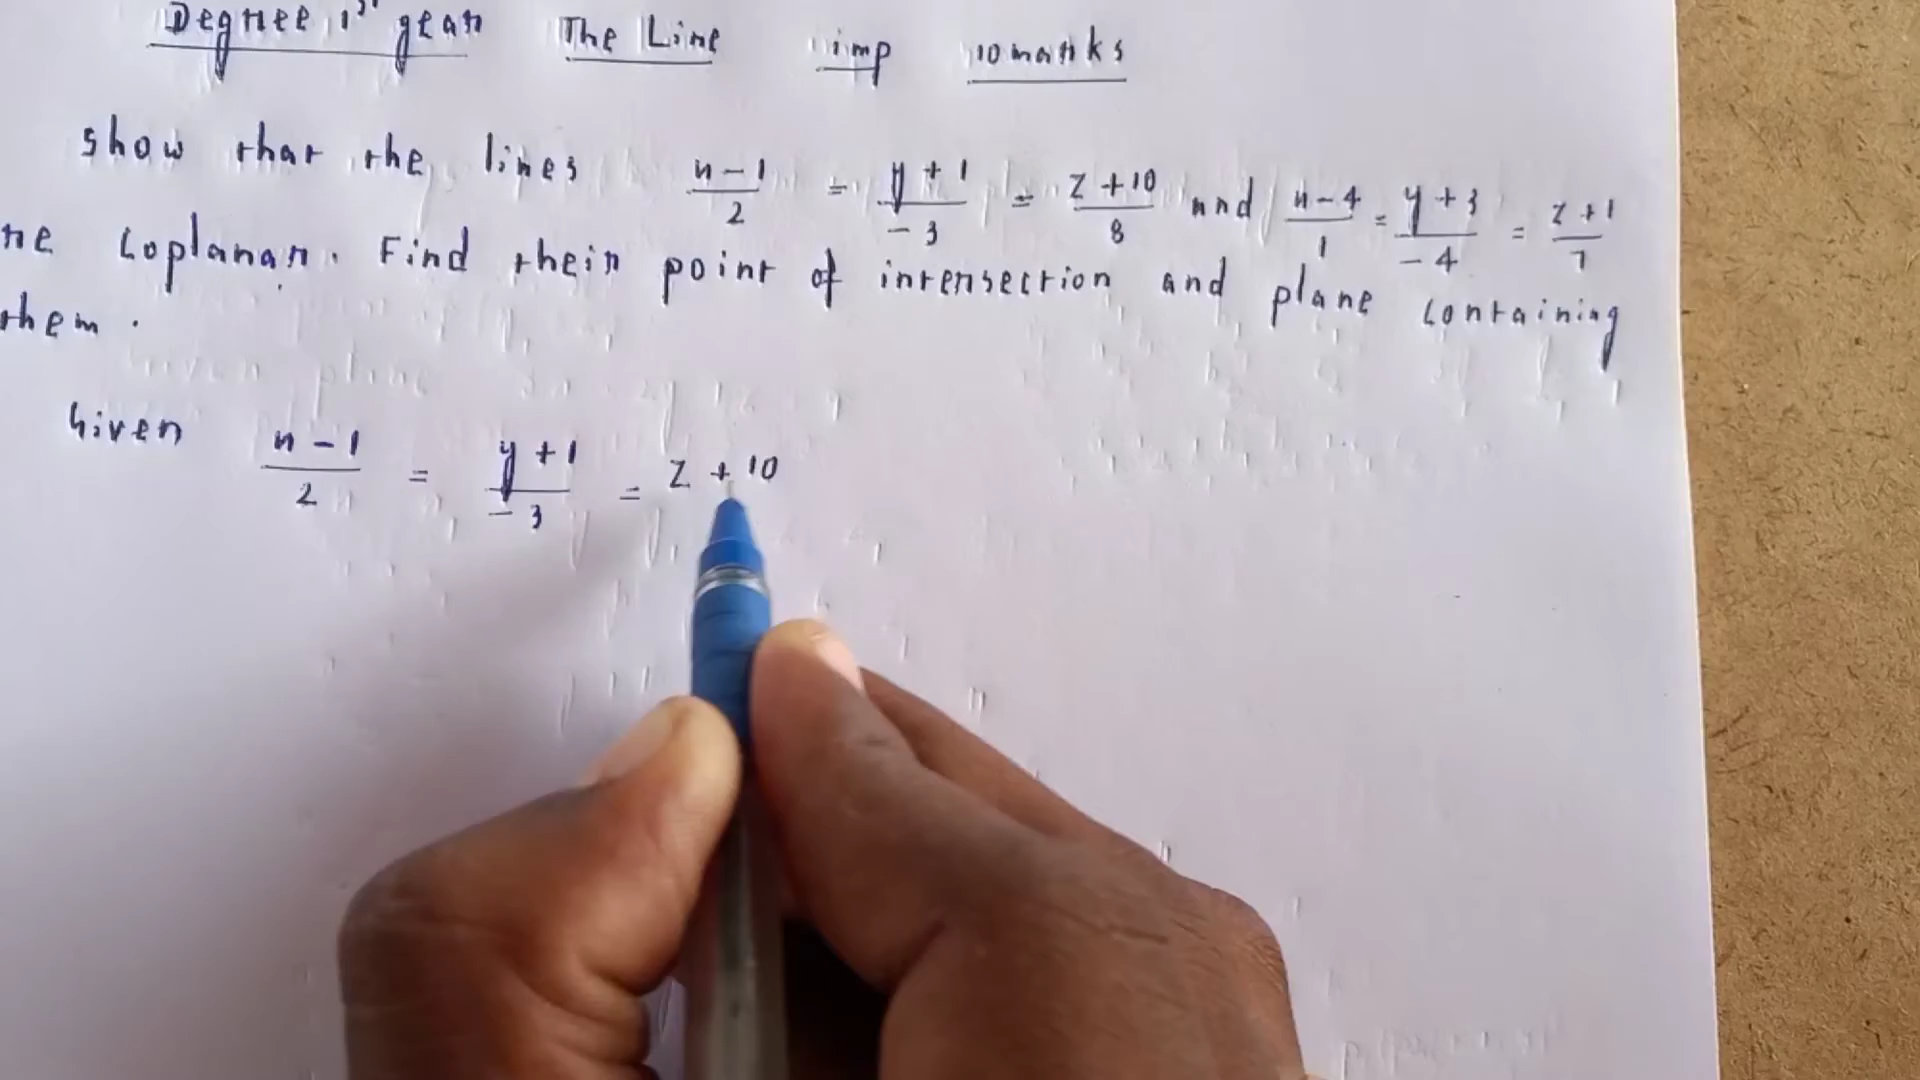 Degree 1st year The Line imp 10 marks
show that the lines x-1/2 = y+1/-3 = z+10/8 and x-4/1 = y+3/-4 = z+1/7
re coplanar. Find their point of intersection and plane containing
them.
Given x-1/2 = y+1/-3 = z+10